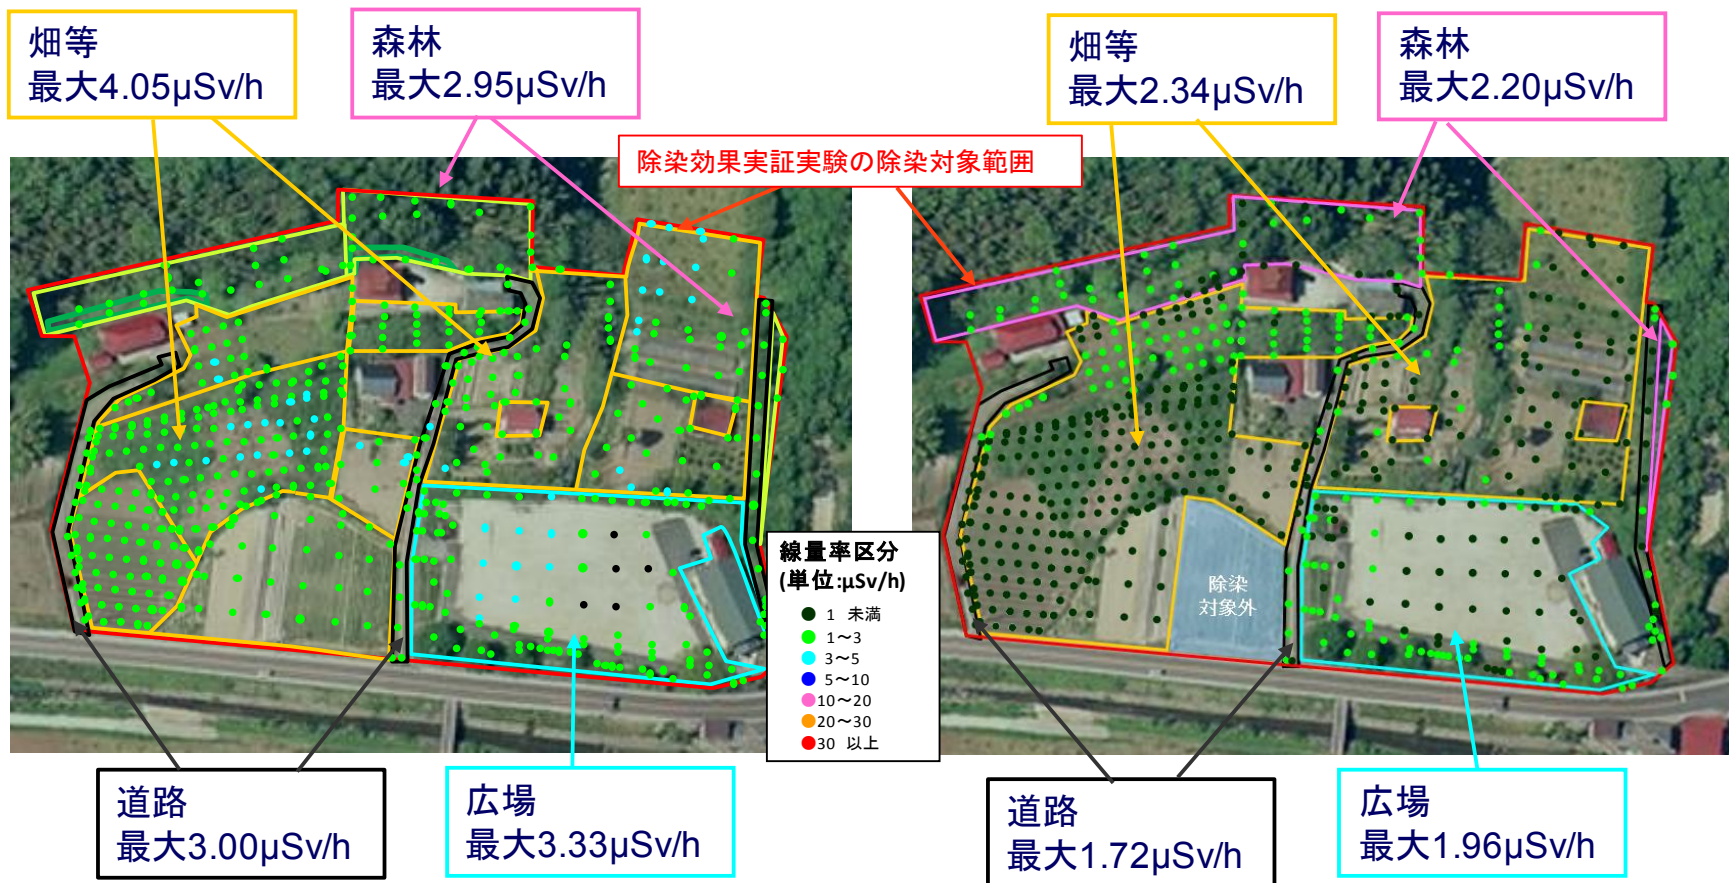 畑等
最大4.05μSv/h
森林
最大2.95μSv/h
畑等
最大2.34μSv/h
森林
最大2.20μSv/h
除染効果実証実験の除染対象範囲
線量率区分
(単位:μSv/h)
1 未満
1～3
3～5
5～10
10～20
20～30
30 以上
除染
対象外
道路
最大3.00μSv/h
広場
最大3.33μSv/h
道路
最大1.72μSv/h
広場
最大1.96μSv/h